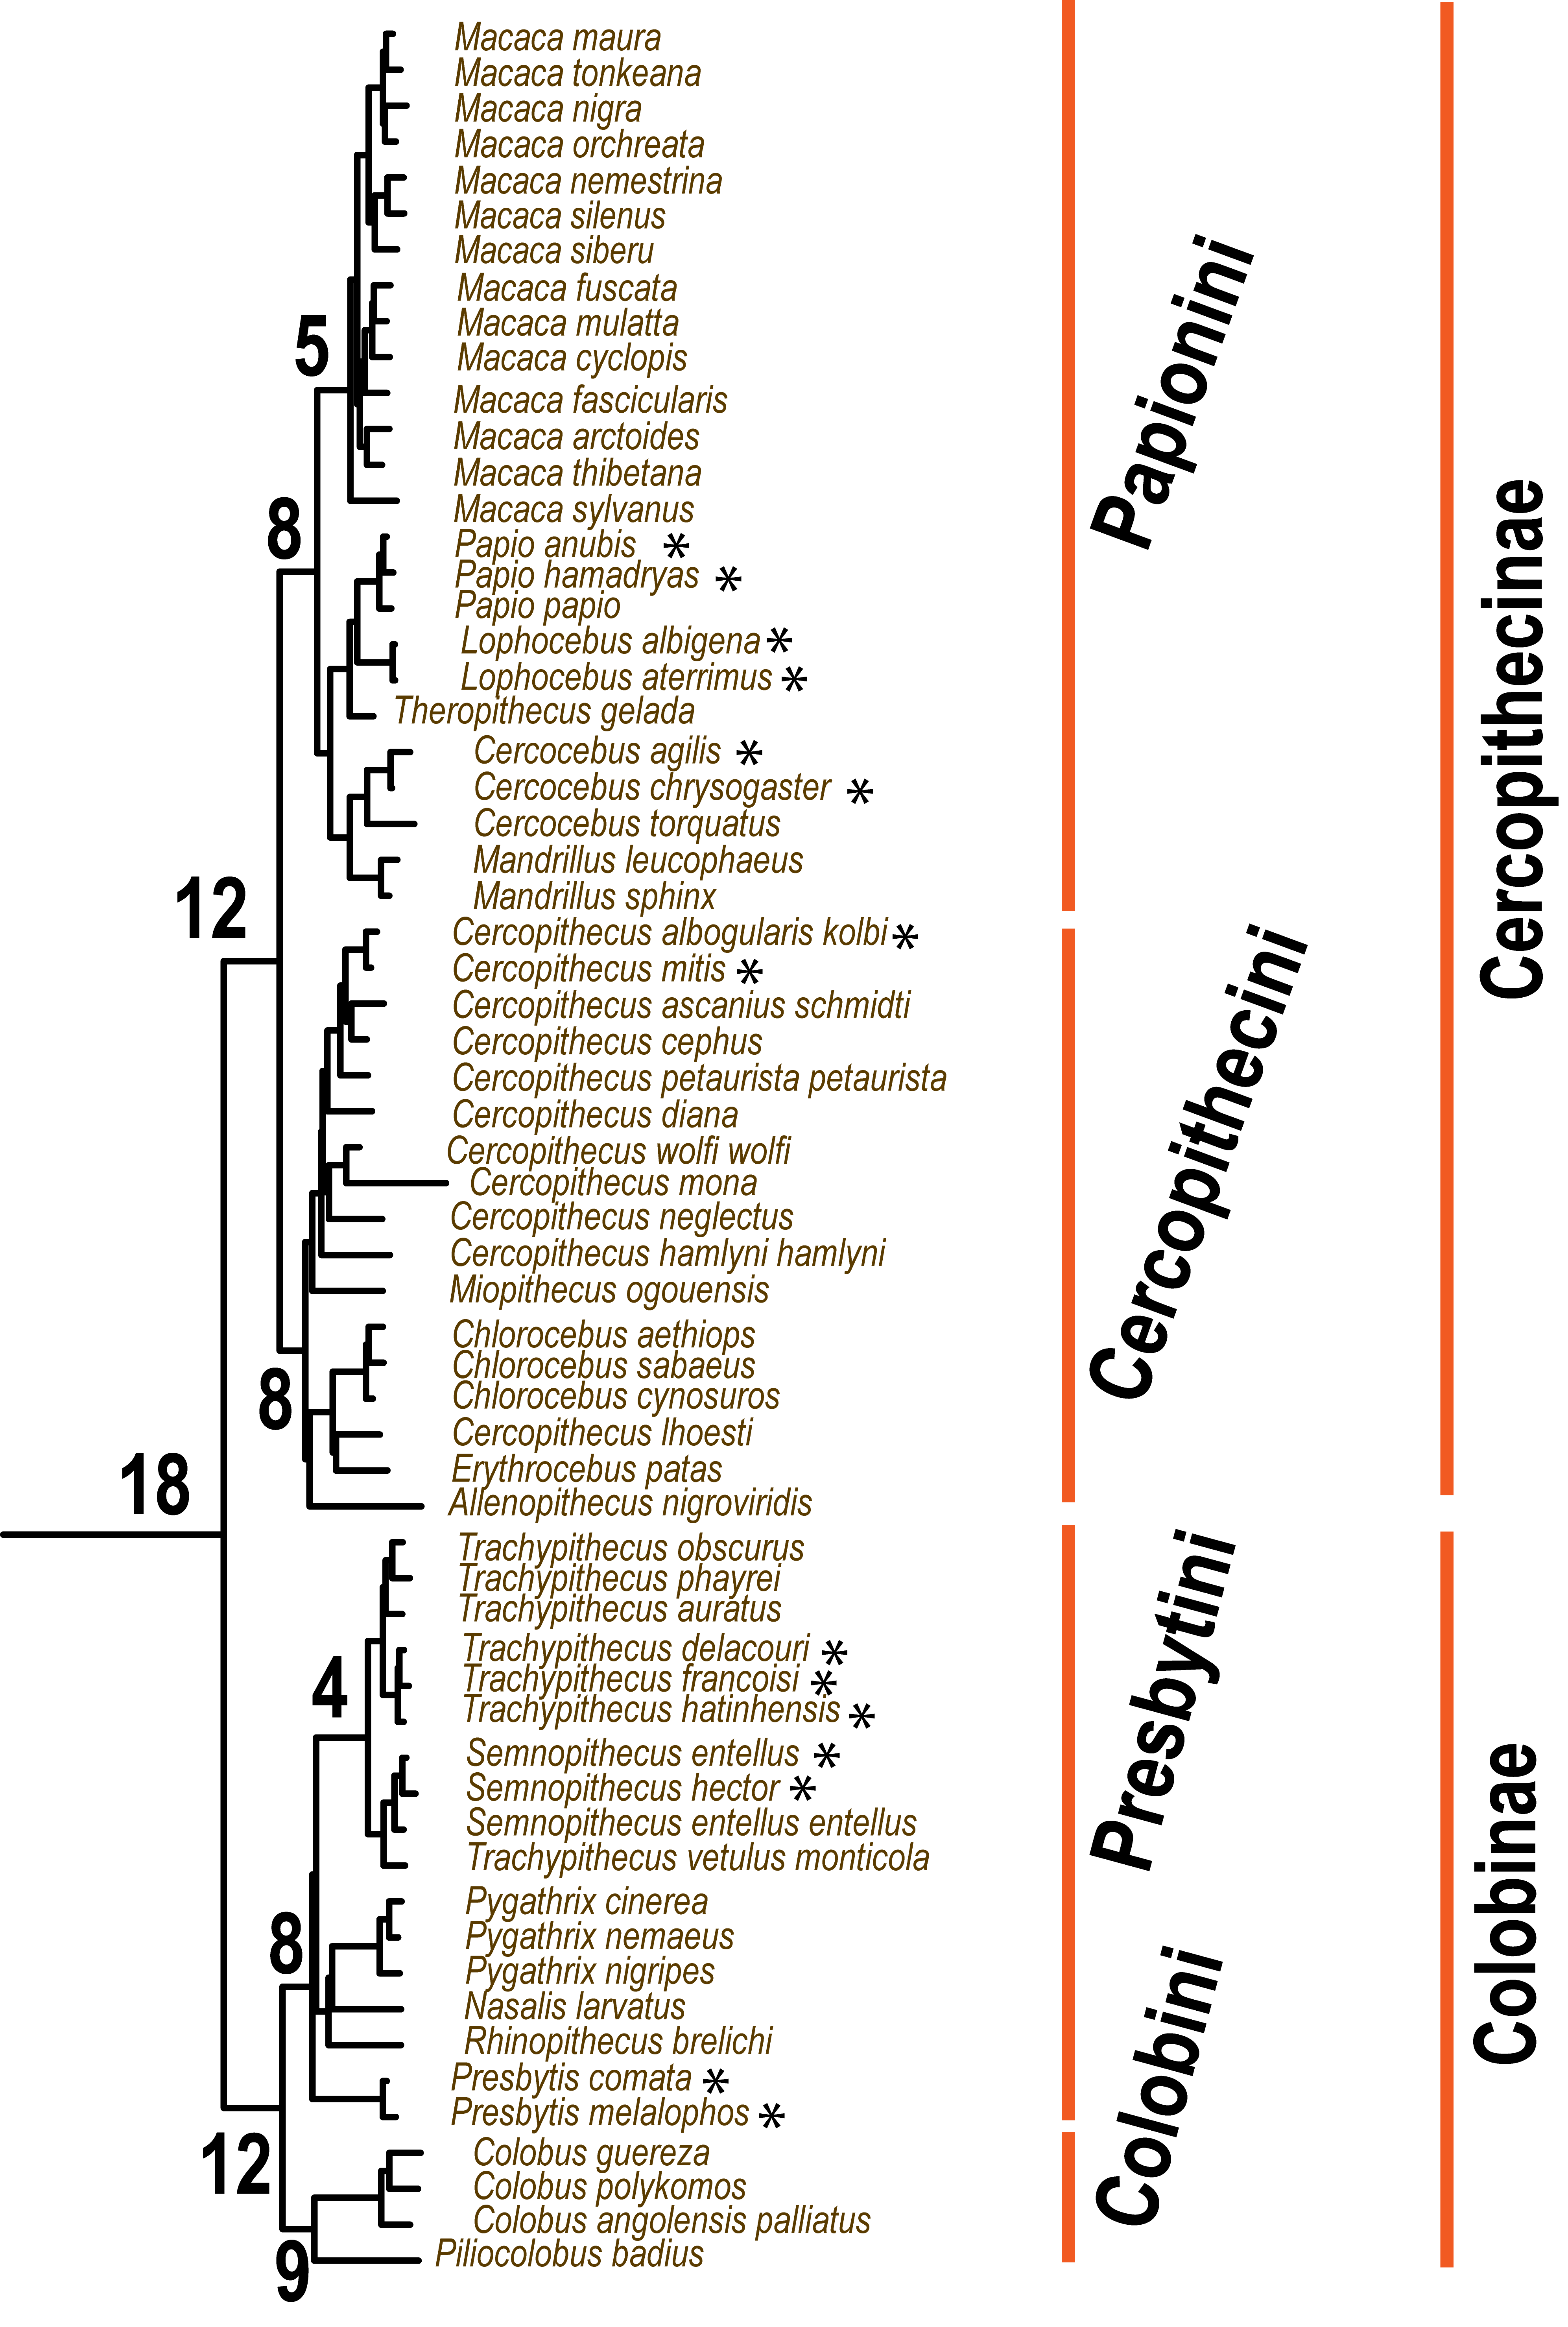 Macaca maura
Macaca tonkeana
Macaca nigra
Macaca orchreata
Macaca nemestrina
Macaca silenus
Macaca siberu
Macaca fuscata
Macaca mulatta
Macaca cyclopis
Macaca fascicularis
Macaca arctoides
Macaca thibetana
Macaca sylvanus
Papio anubis *
Papio hamadryas *
Papio papio
Lophocebus albigena *
Lophocebus aterrimus *
Theropithecus gelada
Cercocebus agilis *
Cercocebus chrysogaster *
Cercocebus torquatus
Mandrillus leucophaeus
Mandrillus sphinx
Cercopithecus albogularis kolbi *
Cercopithecus mitis *
Cercopithecus ascanius schmidti
Cercopithecus cephus
Cercopithecus petaurista petaurista
Cercopithecus diana
Cercopithecus wolfi wolfi
Cercopithecus mona
Cercopithecus neglectus
Cercopithecus hamlyni hamlyni
Miopithecus ogouensis
Chlorocebus aethiops
Chlorocebus sabaeus
Chlorocebus cynosuros
Cercopithecus lhoesti
Erythrocebus patas
Allenopithecus nigroviridis
Trachypithecus obscurus
Trachypithecus phayrei
Trachypithecus auratus
Trachypithecus delacouri *
Trachypithecus francoisi *
Trachypithecus hatinhensis *
Semnopithecus entellus *
Semnopithecus hector *
Semnopithecus entellus entellus
Trachypithecus vetulus monticola
Pygathrix cinerea
Pygathrix nemaeus
Pygathrix nigripes
Nasalis larvatus
Rhinopithecus brelichi
Presbytis comata *
Presbytis melalophos *
Colobus guereza
Colobus polykomos
Colobus angolensis palliatus
Piliocolobus badius
5
8
12
8
18
4
8
12
9
Papionini
Cercopithecini
Presbytini
Colobini
Cercopithecinae
Colobinae